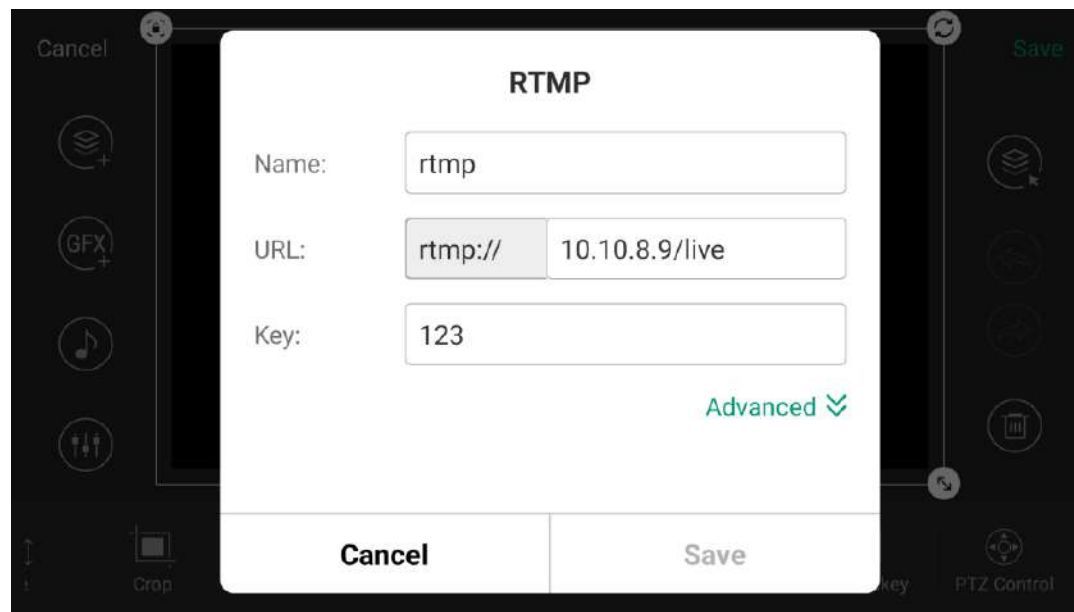 Cancel
Save
RTMP
Name: rtmp
URL: rtmp:// 10.10.8.9/live
Key: 123
Advanced
GFX
Cancel Save
Crop
key
PTZ Control